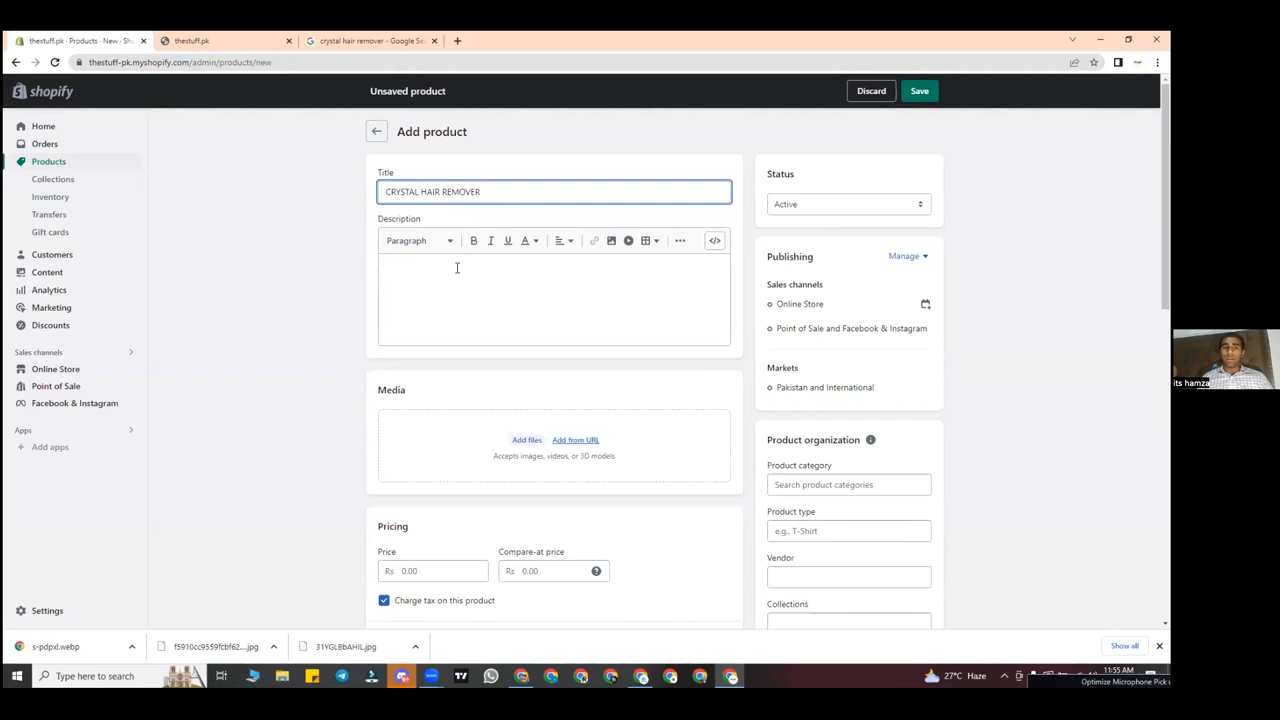 thestuff.pk · Products · New · Sh
thestuff.pk
crystal hair remover - Google Se
thestuff-pk.myshopify.com/admin/products/new
shopify
Unsaved product
Discard
Save
Home
Orders
Products
Collections
Inventory
Transfers
Gift cards
Customers
Content
Analytics
Marketing
Discounts
Sales channels
Online Store
Point of Sale
Facebook & Instagram
Apps
Add apps
Settings
Add product
Title
CRYSTAL HAIR REMOVER
Description
Paragraph
B I U A
Media
Add files Add from URL
Accepts images, videos, or 3D models
Pricing
Price Compare-at price
Rs 0.00 Rs 0.00
Charge tax on this product
Status
Active
Publishing
Manage
Sales channels
Online Store
Point of Sale and Facebook & Instagram
Markets
Pakistan and International
Product organization
Product category
Search product categories
Product type
e.g., T-Shirt
Vendor
Collections
its hamza
s-pdpxl.webp
f5910cc9559fcbf62....jpg
31YGLBbAHIL.jpg
Show all
Type here to search
27°C Haze
11:55 AM
Optimize Microphone Pick